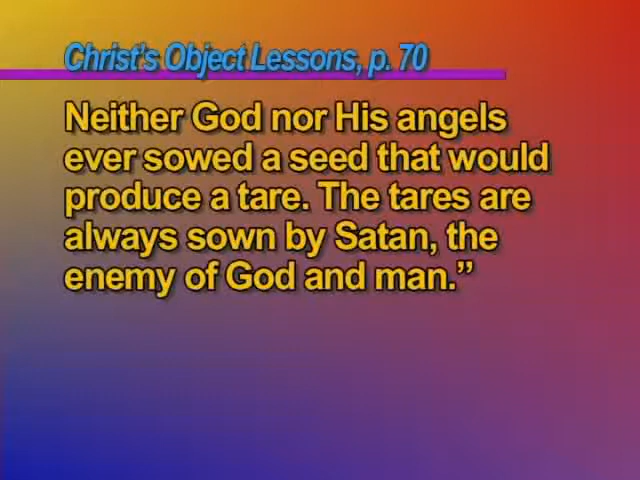 Christ's Object Lessons, p. 70
Neither God nor His angels
ever sowed a seed that would
produce a tare. The tares are
always sown by Satan, the
enemy of God and man.”